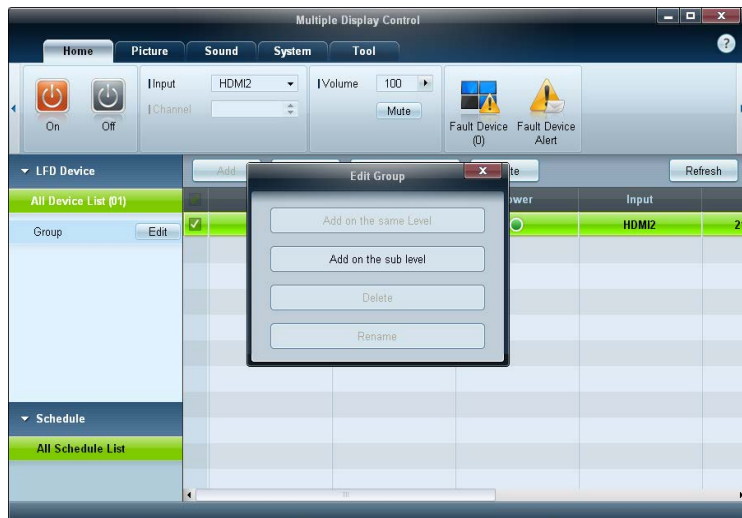 Multiple Display Control
Home Picture Sound System Tool
Input HDMI2
Channel
Volume 100
Mute
On Off
Fault Device (0)
Fault Device Alert
LFD Device
All Device List (01)
Group Edit
Add Refresh
Edit Group
Add on the same Level
Add on the sub level
Delete
Rename
Input
HDMI2 2
Schedule
All Schedule List